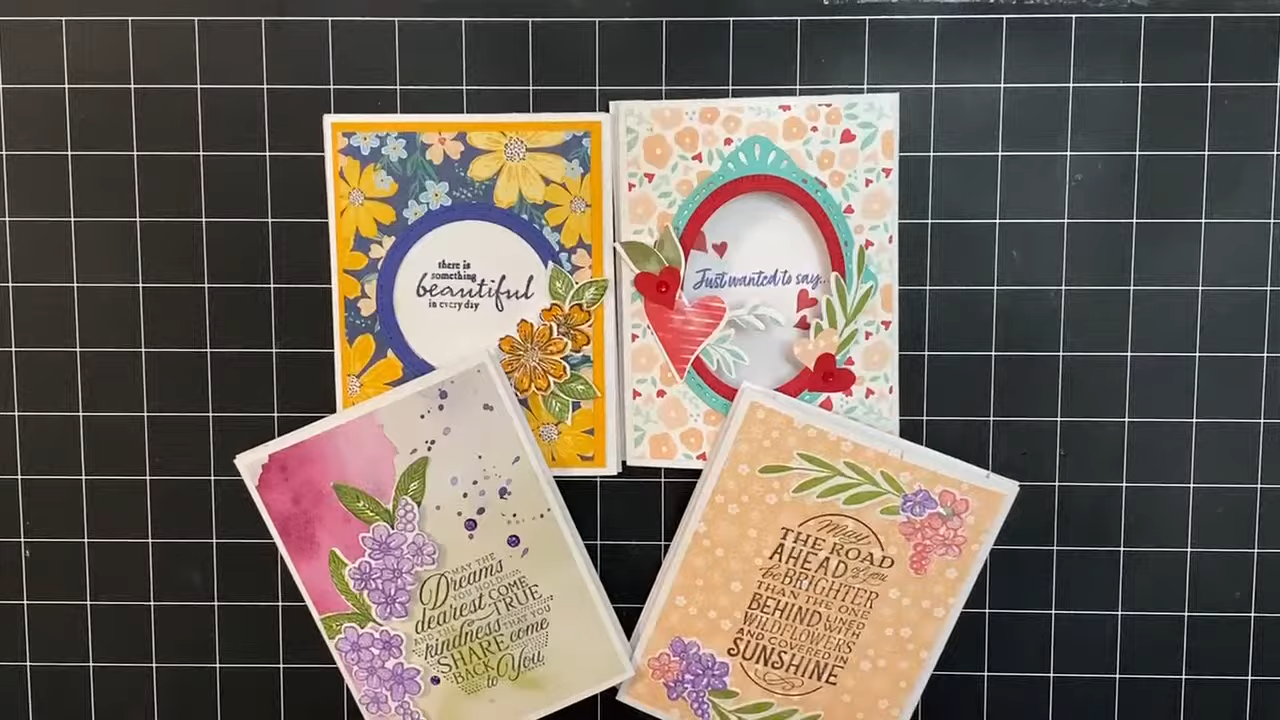 there is
something
beautiful
in every day
Just wanted to say...
MAY THE
Dreams
YOU HOLD
dearest COME
TRUE
AND THE
kindness THAT YOU
SHARE come
BACK
to You
May
THE ROAD
AHEAD of you
be BRIGHTER
THAN THE ONE
BEHIND LINED
WITH
WILDFLOWERS
AND COVERED IN
SUNSHINE